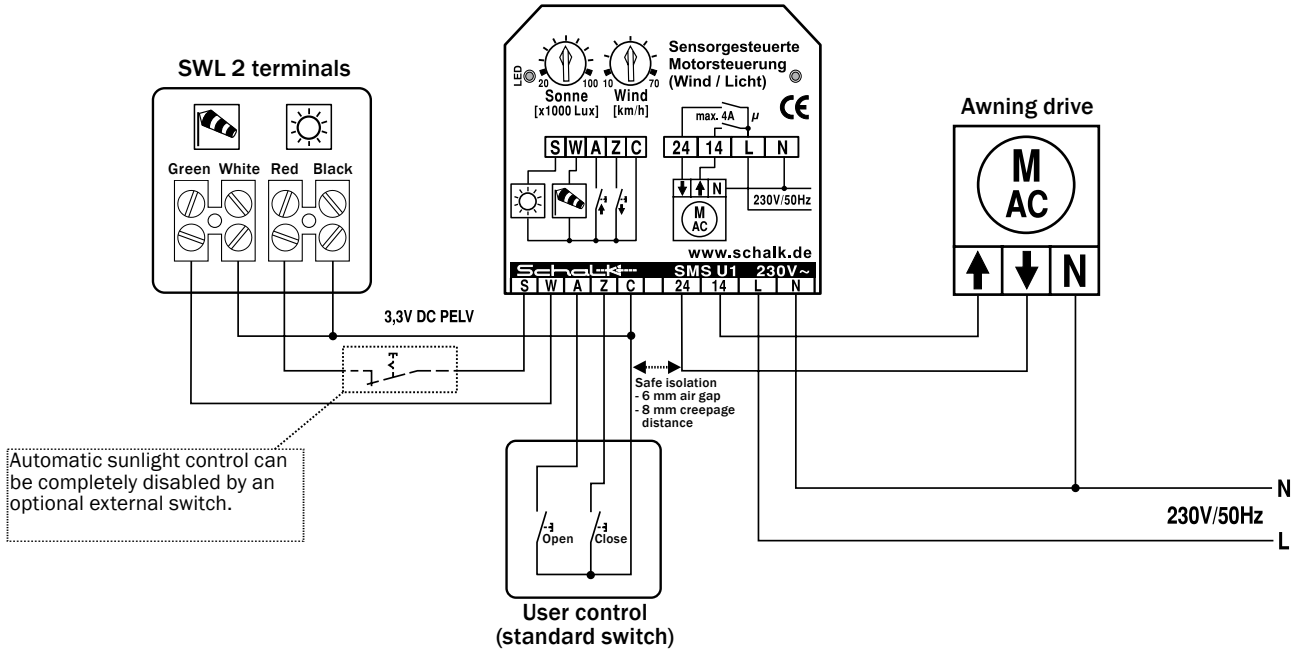 SWL 2 terminals
Green White Red Black
LED
20 100
Sonne
[x1000 Lux]
10 70
Wind
[km/h]
Sensorgesteuerte
Motorsteuerung
(Wind / Licht)
CE
max. 4A µ
S W A Z C
24 14 L N
N
M
AC
230V/50Hz
www.schalk.de
Schalk SMS U1 230V~
S W A Z C 24 14 L N
Awning drive
M
AC
N
3,3V DC PELV
Safe isolation
- 6 mm air gap
- 8 mm creepage
distance
Automatic sunlight control can
be completely disabled by an
optional external switch.
Open Close
User control
(standard switch)
N
230V/50Hz
L